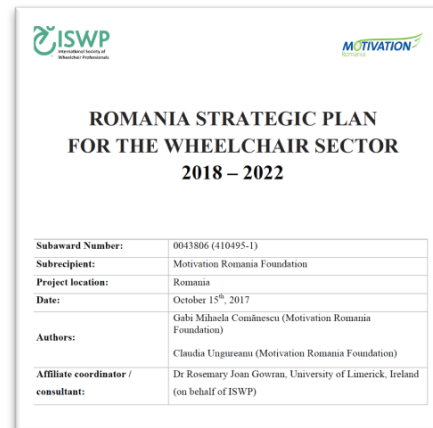 ISWP
International Society of
Wheelchair Professionals
MOTIVATION
Romania
ROMANIA STRATEGIC PLAN
FOR THE WHEELCHAIR SECTOR
2018 – 2022
Subaward Number: 0043806 (410495-1)
Subrecipient: Motivation Romania Foundation
Project location: Romania
Date: October 15th, 2017
Authors: Gabi Mihaela Comănescu (Motivation Romania
Foundation)
Claudia Ungureanu (Motivation Romania Foundation)
Affiliate coordinator / Dr Rosemary Joan Gowran, University of Limerick, Ireland
consultant: (on behalf of ISWP)